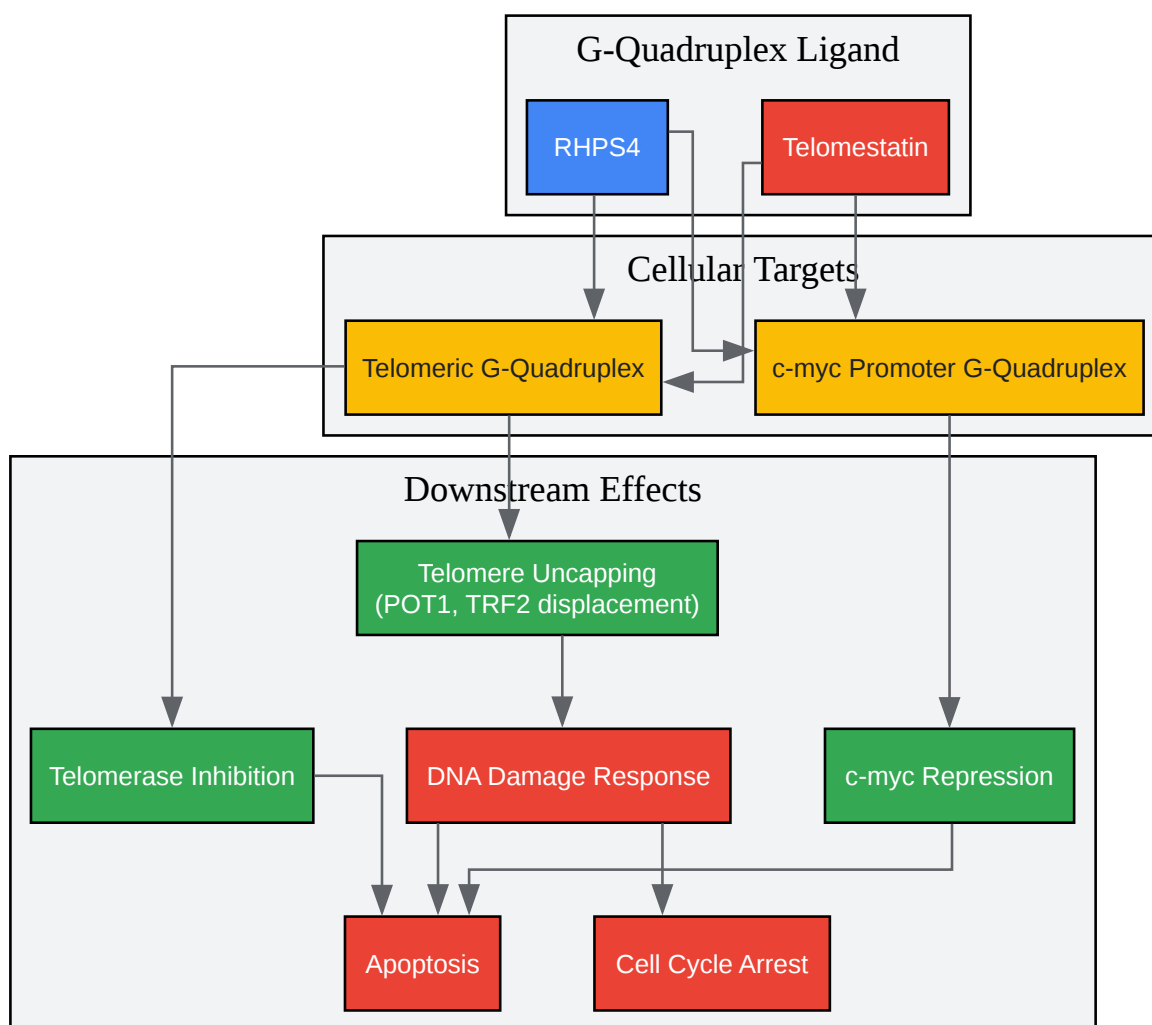 G-Quadruplex Ligand
RHPS4
Telomestatin
Cellular Targets
Telomeric G-Quadruplex
c-myc Promoter G-Quadruplex
Downstream Effects
Telomere Uncapping
(POT1, TRF2 displacement)
Telomerase Inhibition
DNA Damage Response
c-myc Repression
Apoptosis
Cell Cycle Arrest